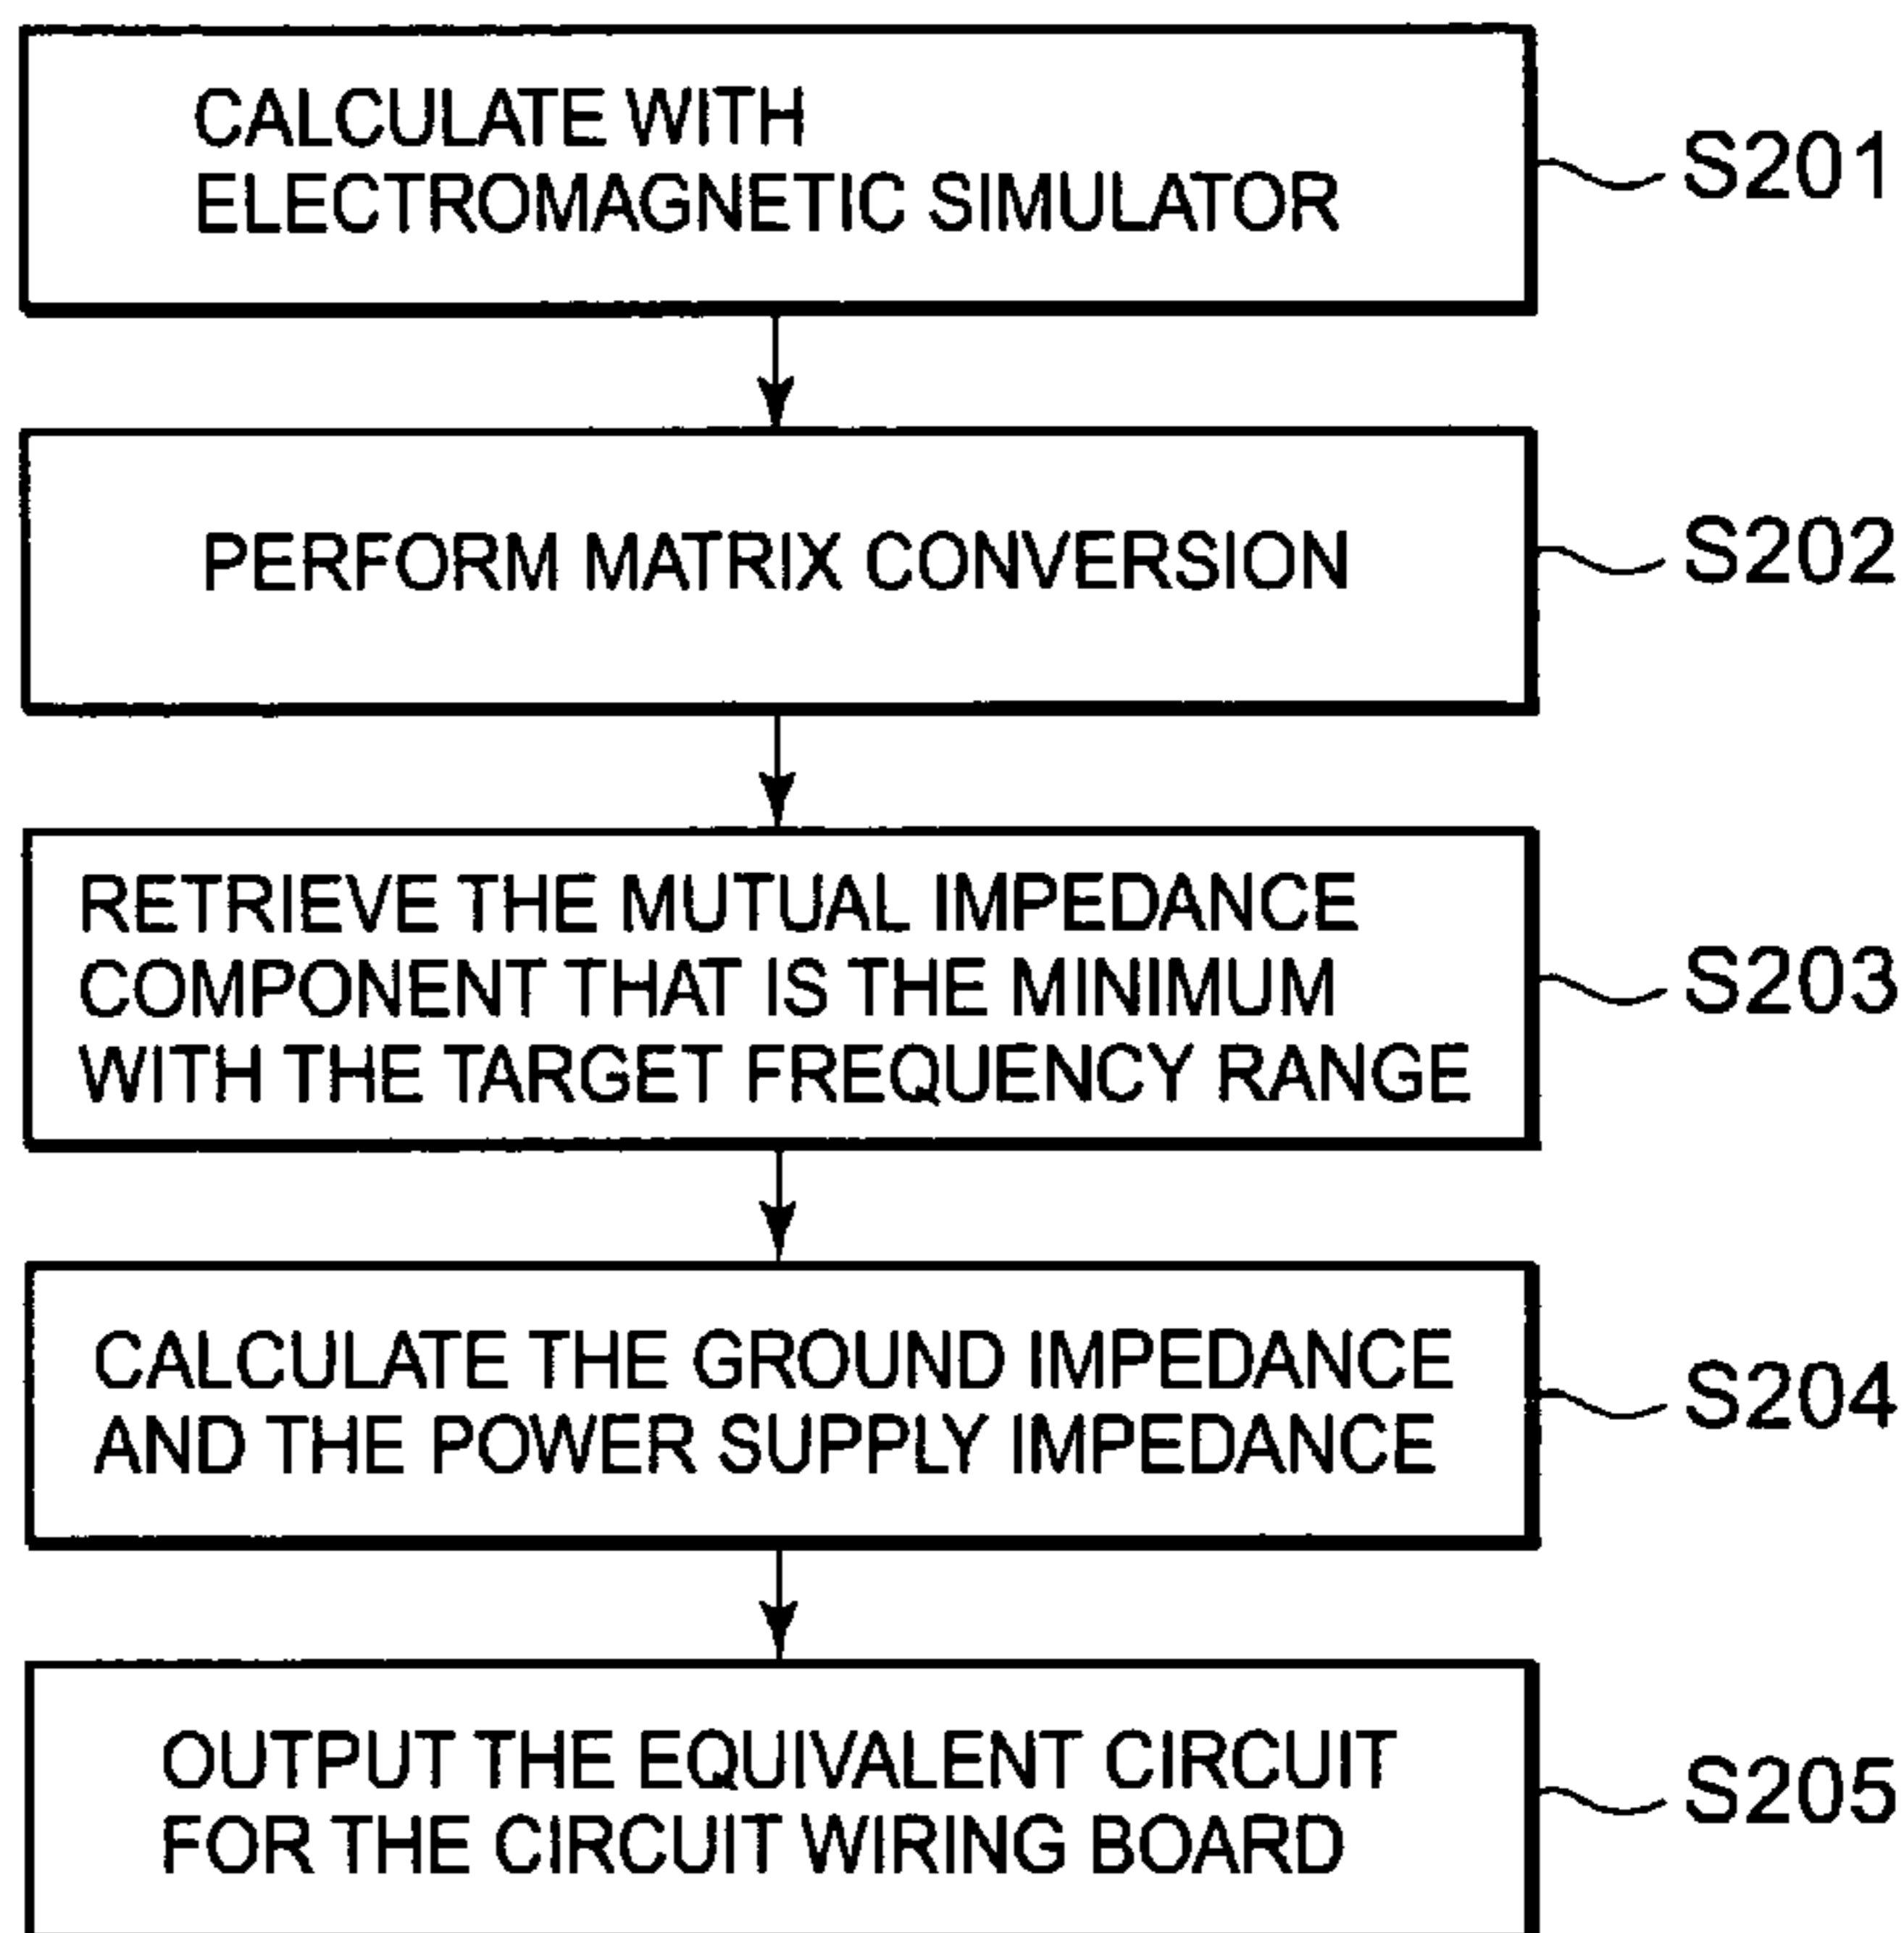 CALCULATE WITH
ELECTROMAGNETIC SIMULATOR
S201
PERFORM MATRIX CONVERSION
S202
RETRIEVE THE MUTUAL IMPEDANCE
COMPONENT THAT IS THE MINIMUM
WITH THE TARGET FREQUENCY RANGE
S203
CALCULATE THE GROUND IMPEDANCE
AND THE POWER SUPPLY IMPEDANCE
S204
OUTPUT THE EQUIVALENT CIRCUIT
FOR THE CIRCUIT WIRING BOARD
S205